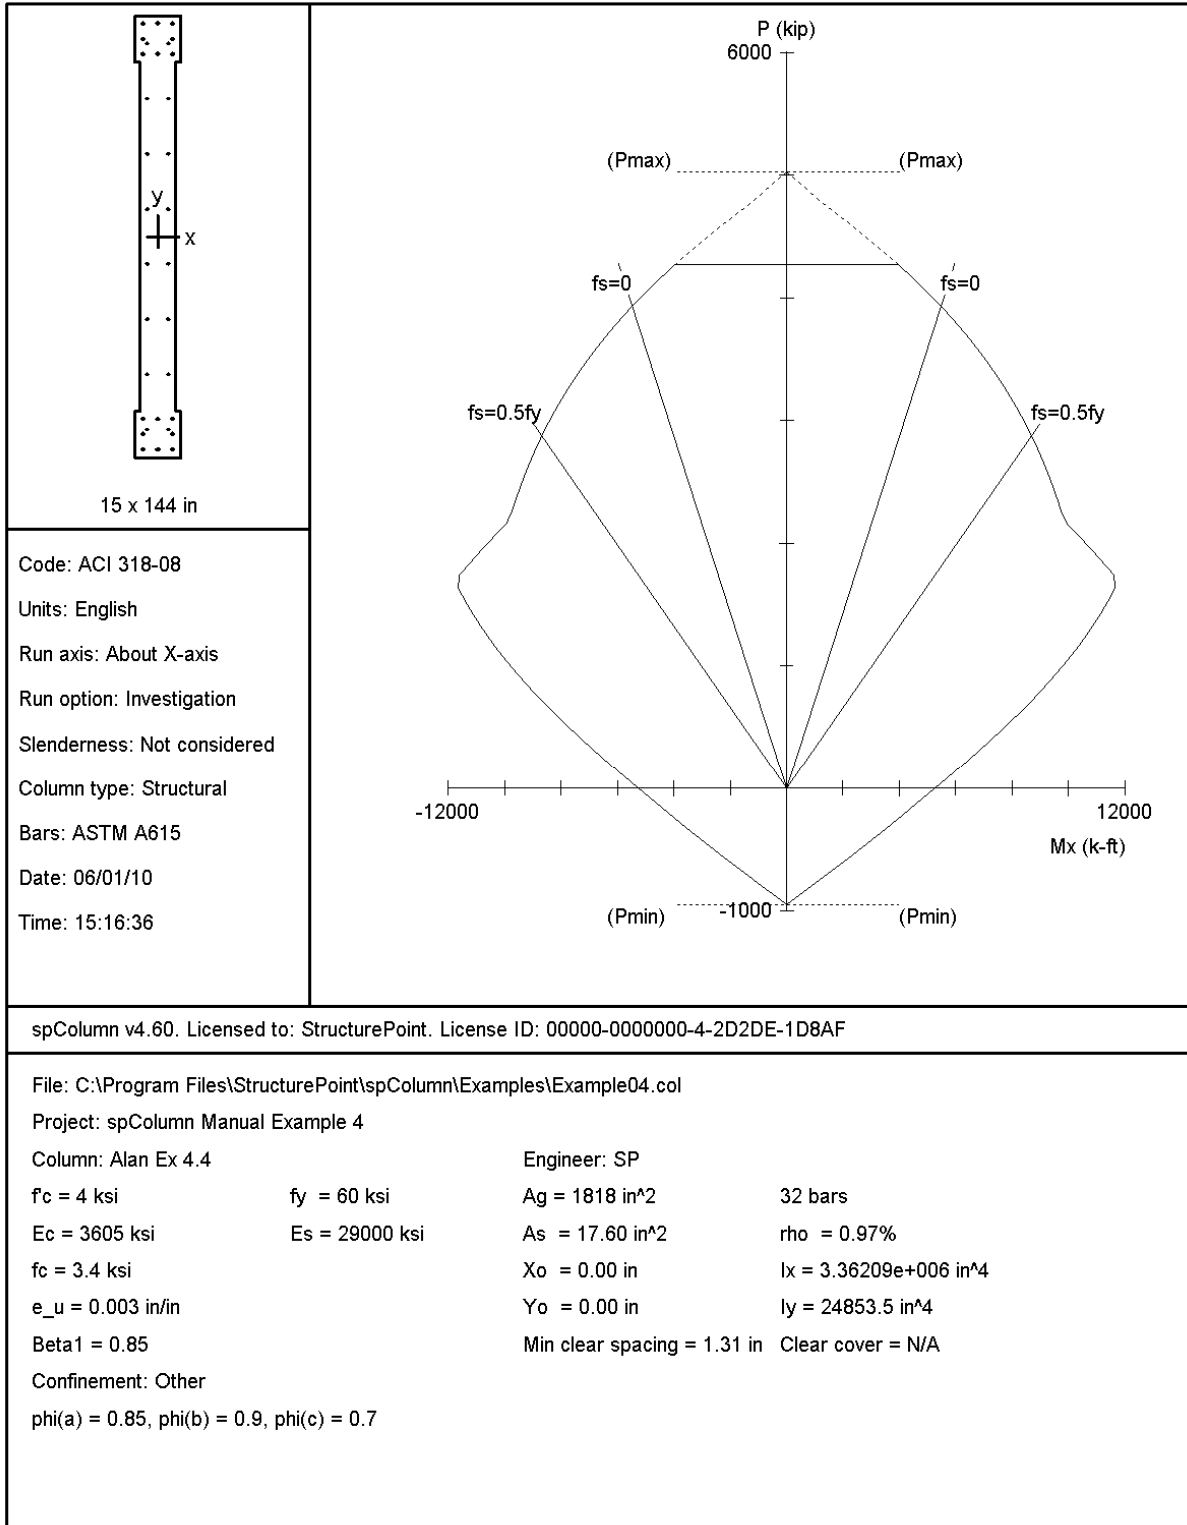 y
x
15 x 144 in
Code: ACI 318-08
Units: English
Run axis: About X-axis
Run option: Investigation
Slenderness: Not considered
Column type: Structural
Bars: ASTM A615
Date: 06/01/10
Time: 15:16:36
P (kip)
6000
(Pmax) (Pmax)
fs=0 fs=0
fs=0.5fy fs=0.5fy
-12000 12000
Mx (k-ft)
(Pmin) -1000 (Pmin)
spColumn v4.60. Licensed to: StructurePoint. License ID: 00000-0000000-4-2D2DE-1D8AF
File: C:\Program Files\StructurePoint\spColumn\Examples\Example04.col
Project: spColumn Manual Example 4
Column: Alan Ex 4.4 Engineer: SP
f'c = 4 ksi fy = 60 ksi Ag = 1818 in^2 32 bars
Ec = 3605 ksi Es = 29000 ksi As = 17.60 in^2 rho = 0.97%
fc = 3.4 ksi Xo = 0.00 in Ix = 3.36209e+006 in^4
e_u = 0.003 in/in Yo = 0.00 in Iy = 24853.5 in^4
Beta1 = 0.85 Min clear spacing = 1.31 in Clear cover = N/A
Confinement: Other
phi(a) = 0.85, phi(b) = 0.9, phi(c) = 0.7